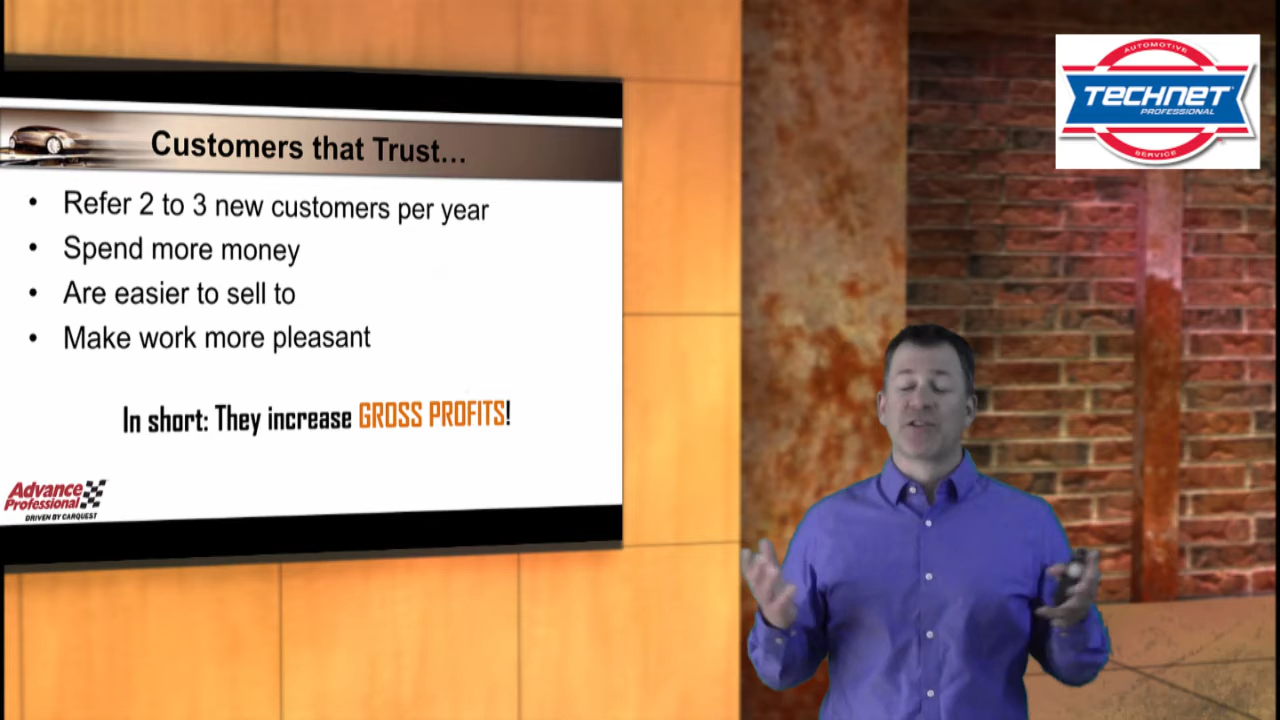 Customers that Trust...
• Refer 2 to 3 new customers per year
• Spend more money
• Are easier to sell to
• Make work more pleasant
In short: They increase GROSS PROFITS!
Advance
Professional
DRIVEN BY CARQUEST
AUTOMOTIVE
TECHNET
PROFESSIONAL
SERVICE